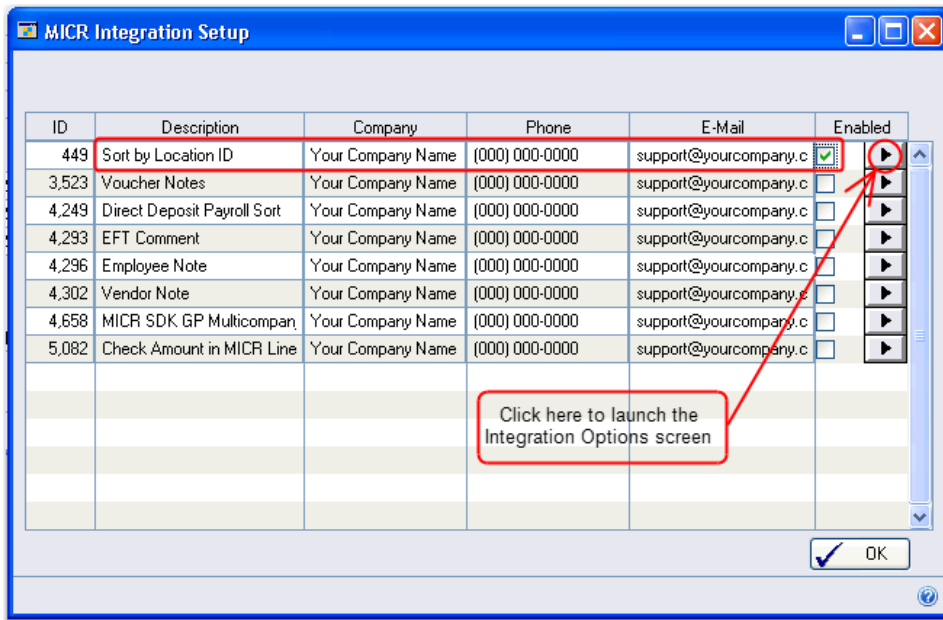 MICR Integration Setup
ID Description Company Phone E-Mail Enabled
449 Sort by Location ID Your Company Name (000) 000-0000 support@yourcompany.c
3,523 Voucher Notes Your Company Name (000) 000-0000 support@yourcompany.c
4,249 Direct Deposit Payroll Sort Your Company Name (000) 000-0000 support@yourcompany.c
4,293 EFT Comment Your Company Name (000) 000-0000 support@yourcompany.c
4,296 Employee Note Your Company Name (000) 000-0000 support@yourcompany.c
4,302 Vendor Note Your Company Name (000) 000-0000 support@yourcompany.c
4,658 MICR SDK GP Multicompan Your Company Name (000) 000-0000 support@yourcompany.c
5,082 Check Amount in MICR Line Your Company Name (000) 000-0000 support@yourcompany.c
Click here to launch the
Integration Options screen
OK